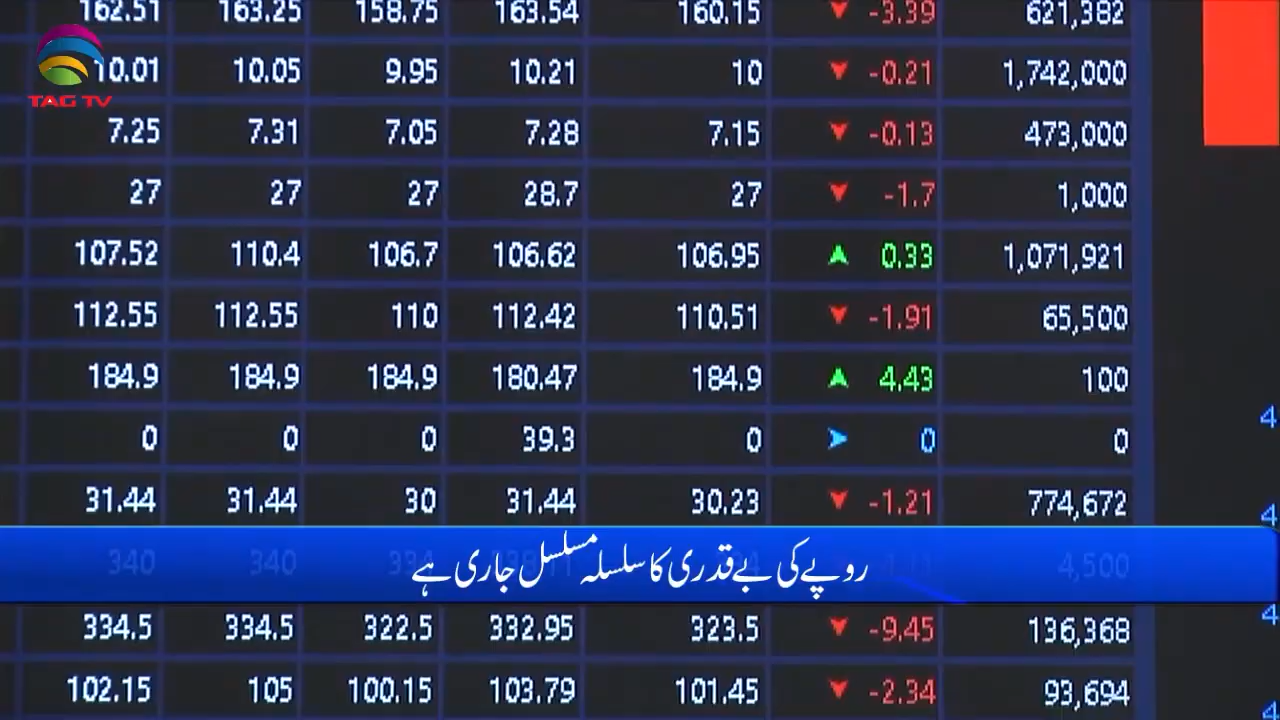 162.51 163.25 158.75 163.54 160.15 -3.39 621,382
TAG TV
10.01 10.05 9.95 10.21 10 -0.21 1,742,000
7.25 7.31 7.05 7.28 7.15 -0.13 473,000
27 27 27 28.7 27 -1.7 1,000
107.52 110.4 106.7 106.62 106.95 0.33 1,071,921
112.55 112.55 110 112.42 110.51 -1.91 65,500
184.9 184.9 184.9 180.47 184.9 4.43 100
0 0 0 39.3 0 0 0
31.44 31.44 30 31.44 30.23 -1.21 774,672
340 340 4,500
روپے کی بے قدری کا سلسلہ مسلسل جاری ہے
334.5 334.5 322.5 332.95 323.5 -9.45 136,368
102.15 105 100.15 103.79 101.45 -2.34 93,694
4
4
4
4